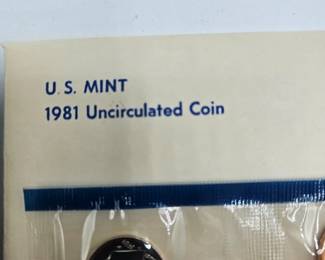 U.S. MINT
1981 Uncirculated Coin